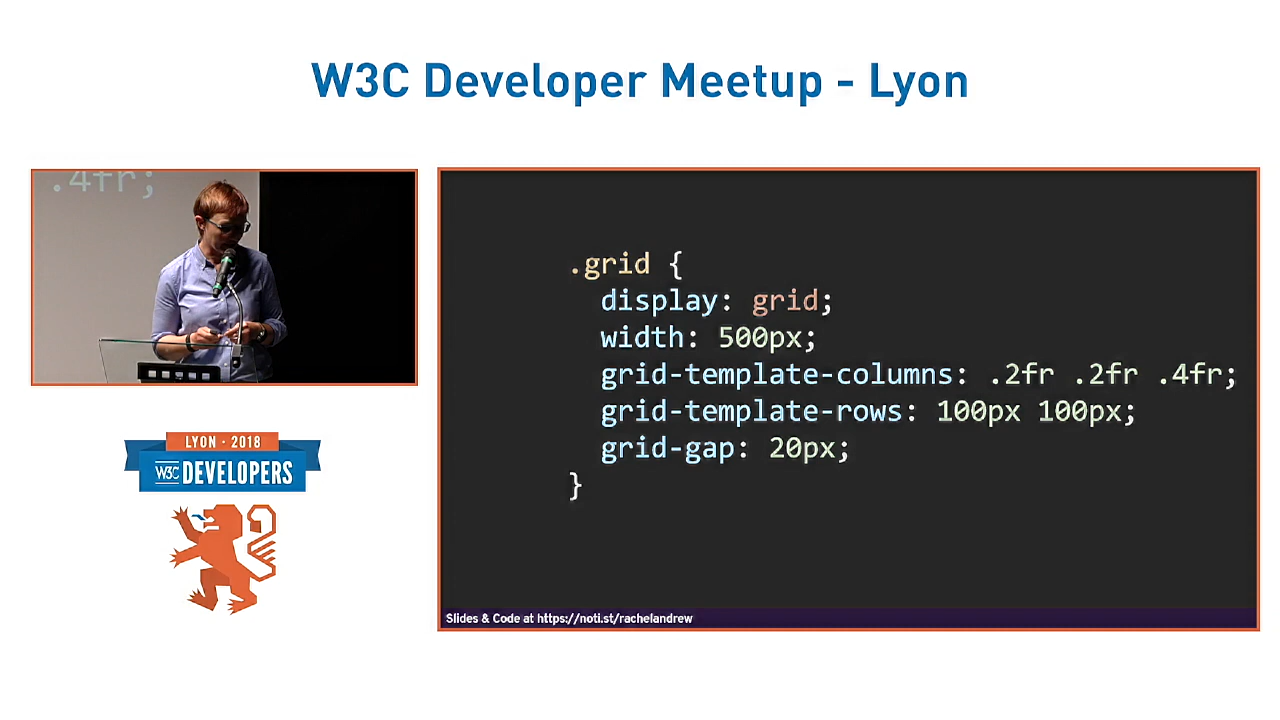 W3C Developer Meetup - Lyon
.4fr;
.grid {
display: grid;
width: 500px;
grid-template-columns: .2fr .2fr .4fr;
grid-template-rows: 100px 100px;
grid-gap: 20px;
}
LYON · 2018
W3C DEVELOPERS
Slides & Code at https://noti.st/rachelandrew